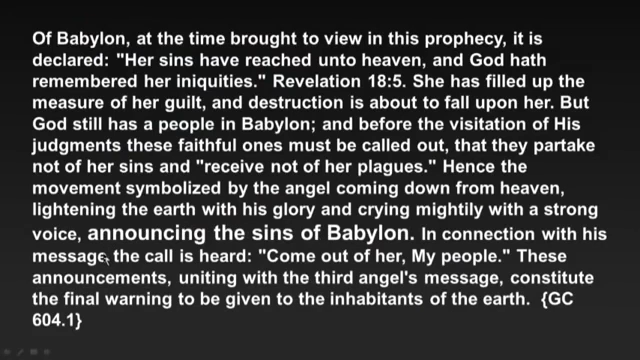 Of Babylon, at the time brought to view in this prophecy, it is
declared: "Her sins have reached unto heaven, and God hath
remembered her iniquities." Revelation 18:5. She has filled up the
measure of her guilt, and destruction is about to fall upon her. But
God still has a people in Babylon; and before the visitation of His
judgments these faithful ones must be called out, that they partake
not of her sins and "receive not of her plagues." Hence the
movement symbolized by the angel coming down from heaven,
lightening the earth with his glory and crying mightily with a strong
voice, announcing the sins of Babylon. In connection with his
message the call is heard: "Come out of her, My people." These
announcements, uniting with the third angel's message, constitute
the final warning to be given to the inhabitants of the earth. {GC
604.1}